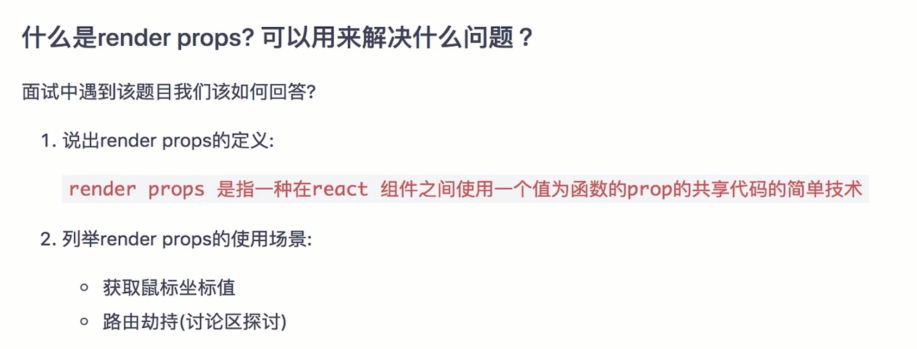 什么是render props? 可以用来解决什么问题？
面试中遇到该题目我们该如何回答?
1. 说出render props的定义:
render props 是指一种在react 组件之间使用一个值为函数的prop的共享代码的简单技术
2. 列举render props的使用场景:
○ 获取鼠标坐标值
○ 路由劫持(讨论区探讨)